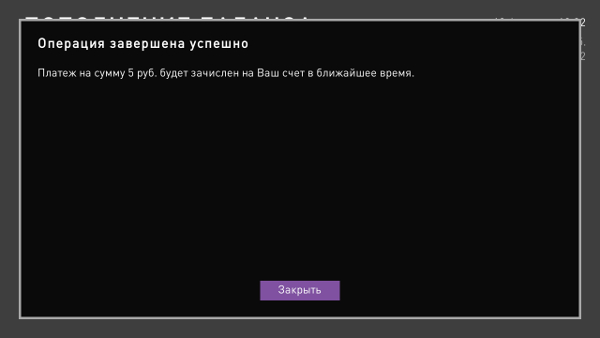 Операция завершена успешно
Платеж на сумму 5 руб. будет зачислен на Ваш счет в ближайшее время.
Закрыть